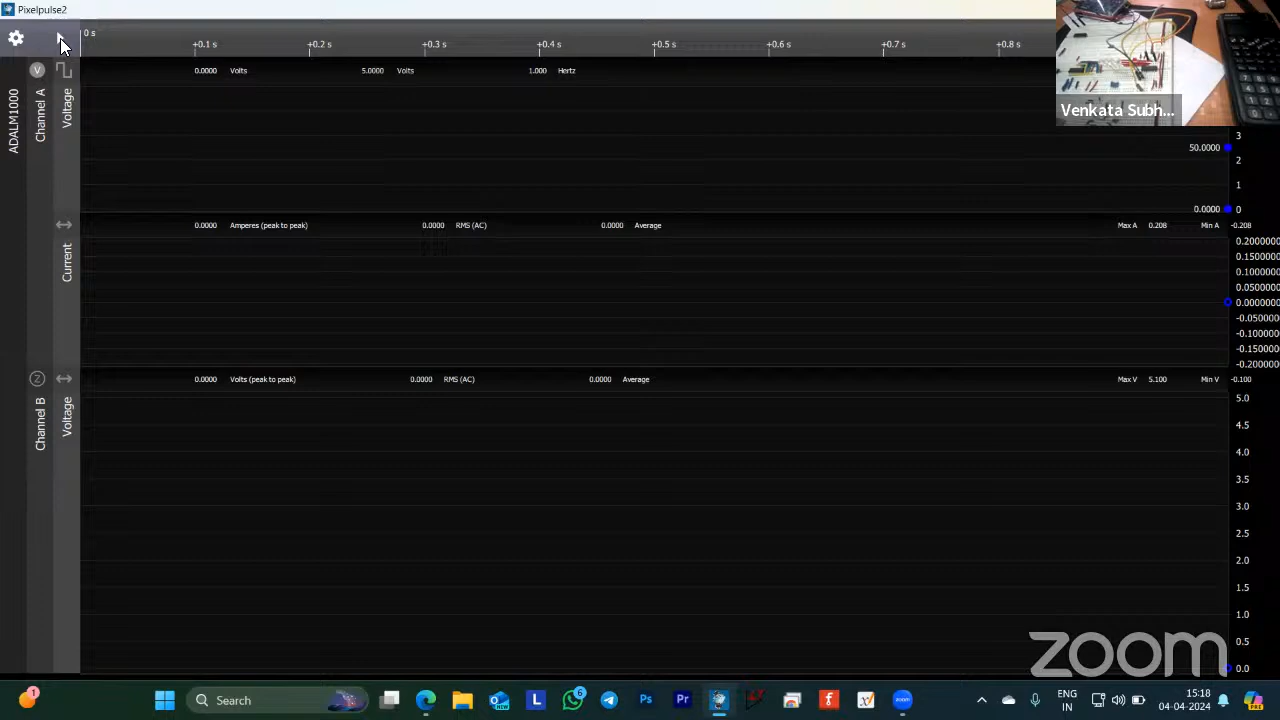 Pixelpulse2
0 s
+0.1 s +0.2 s +0.3 s +0.4 s +0.5 s +0.6 s +0.7 s +0.8 s
ADALM1000
V
Channel A
Voltage
0.0000 Volts 5.0000 Volts 1.000 Hertz
3
50.0000
2
1
0.0000 0
Current
0.0000 Amperes (peak to peak) 0.0000 RMS (AC) 0.0000 Average Max A 0.208 Min A -0.208
0.2000000
0.1500000
0.1000000
0.0500000
0.0000000
-0.050000
-0.100000
-0.150000
-0.200000
Z
Channel B
Voltage
0.0000 Volts (peak to peak) 0.0000 RMS (AC) 0.0000 Average Max V 5.100 Min V -0.100
5.0
4.5
4.0
3.5
3.0
2.5
2.0
1.5
1.0
0.5
0.0
Venkata Subh...
zoom
1
Search
L
6
Ps
Pr
ENG
IN
15:18
04-04-2024
PRE